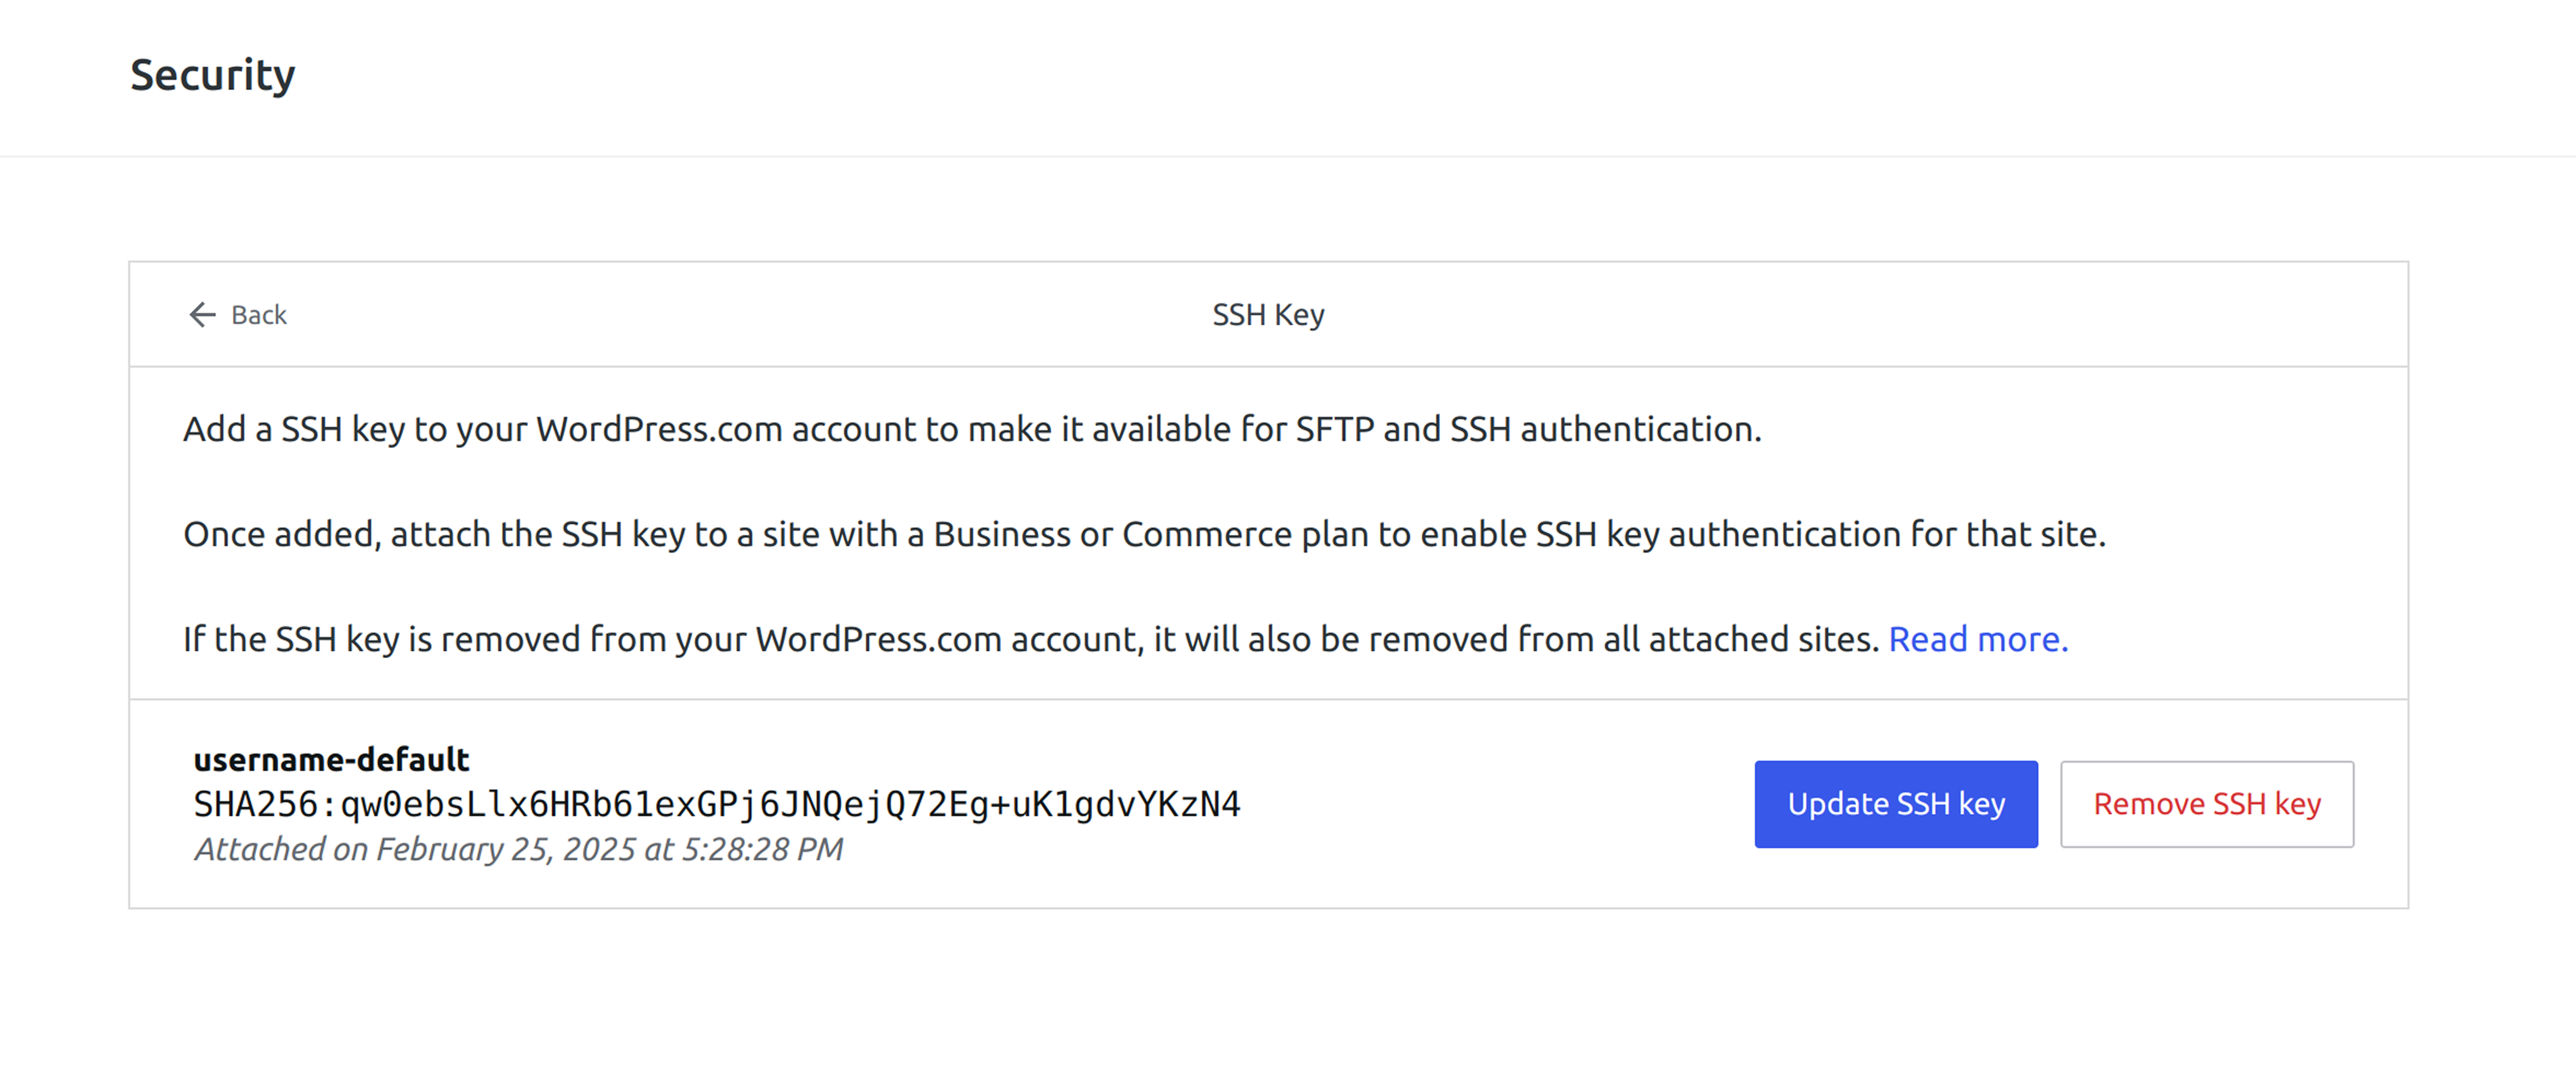 Security
Back
SSH Key
Add a SSH key to your WordPress.com account to make it available for SFTP and SSH authentication.
Once added, attach the SSH key to a site with a Business or Commerce plan to enable SSH key authentication for that site.
If the SSH key is removed from your WordPress.com account, it will also be removed from all attached sites. Read more.
username-default
SHA256:qw0ebsLlx6HRb61exGPj6JNQejQ72Eg+uK1gdvYKzN4
Attached on February 25, 2025 at 5:28:28 PM
Update SSH key
Remove SSH key